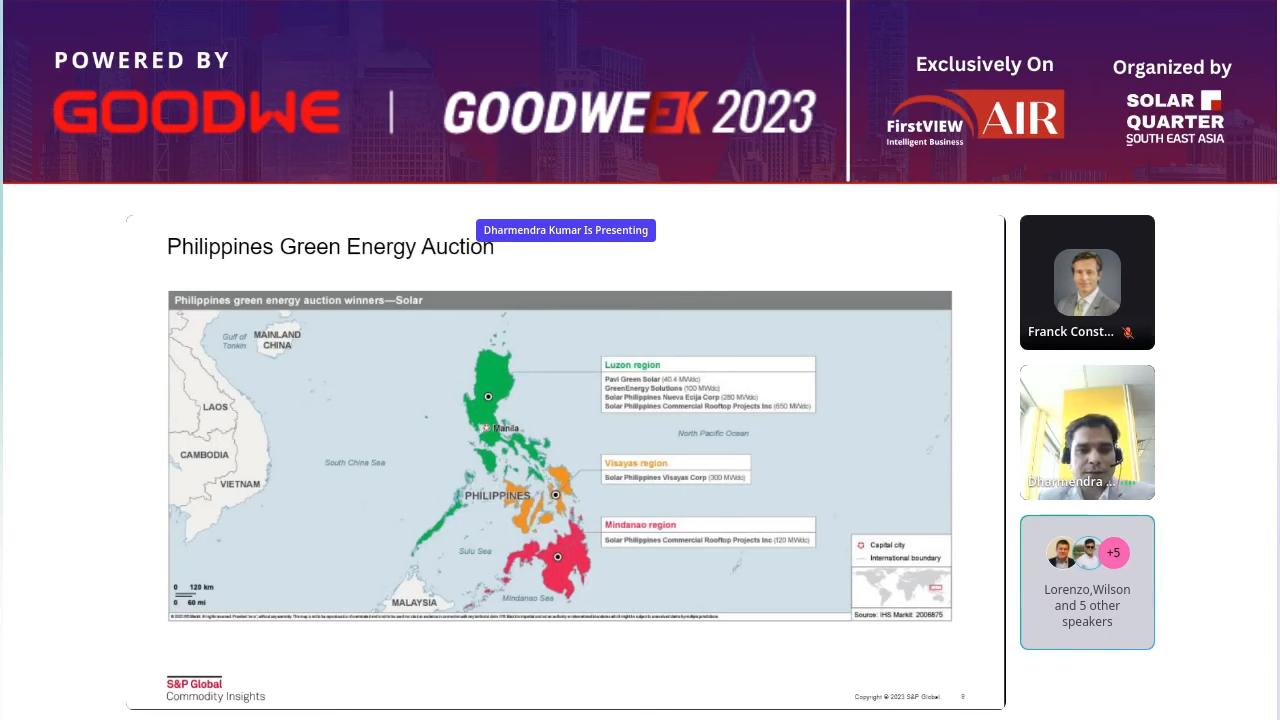 POWERED BY
GOODWE
GOODWEEK 2023
Exclusively On
FirstVIEW
Intelligent Business
AIR
Organized by
SOLAR
QUARTER
SOUTH EAST ASIA
Dharmendra Kumar Is Presenting
Philippines Green Energy Auction
Philippines green energy auction winners—Solar
Gulf of
Tonkin
MAINLAND
CHINA
LAOS
CAMBODIA
VIETNAM
South China Sea
Manila
PHILIPPINES
Sulu Sea
Mindanao Sea
MALAYSIA
North Pacific Ocean
Luzon region
Pavi Green Solar (40.4 MWdc)
GreenEnergy Solutions (100 MWdc)
Solar Philippines Nueva Ecija Corp (280 MWdc)
Solar Philippines Commercial Rooftop Projects Inc (650 MWdc)
Visayas region
Solar Philippines Visayas Corp (300 MWdc)
Mindanao region
Solar Philippines Commercial Rooftop Projects Inc (120 MWdc)
Capital city
International boundary
0 120 km
0 60 mi
Source: IHS Markit: 2006875
S&P Global
Commodity Insights
Copyright © 2023 S&P Global.
Franck Const...
Dharmendra ...
+5
Lorenzo,Wilson
and 5 other
speakers